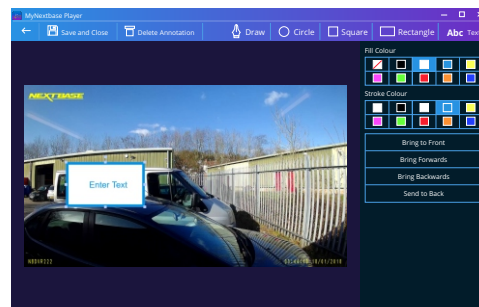 MyNextbase Player
Save and Close
Delete Annotation
Draw
Circle
Square
Rectangle
Abc
Fill Colour
NEXTBASE
Stroke Colour
Bring to Front
Bring Forwards
Enter Text
Bring Backwards
Send to Back